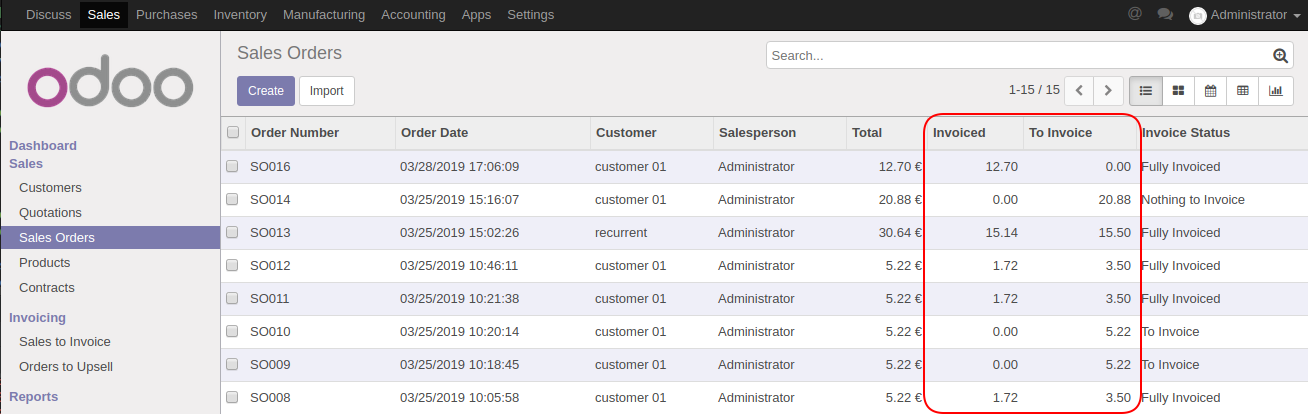 Discuss Sales Purchases Inventory Manufacturing Accounting Apps Settings @ Administrator
odoo
Sales Orders
Search...
Create Import 1-15 / 15
Dashboard
Sales
Customers
Quotations
Sales Orders
Products
Contracts
Invoicing
Sales to Invoice
Orders to Upsell
Reports
Order Number Order Date Customer Salesperson Total Invoiced To Invoice Invoice Status
SO016 03/28/2019 17:06:09 customer 01 Administrator 12.70 € 12.70 0.00 Fully Invoiced
SO014 03/25/2019 15:16:07 customer 01 Administrator 20.88 € 0.00 20.88 Nothing to Invoice
SO013 03/25/2019 15:02:26 recurrent Administrator 30.64 € 15.14 15.50 Fully Invoiced
SO012 03/25/2019 10:46:11 customer 01 Administrator 5.22 € 1.72 3.50 Fully Invoiced
SO011 03/25/2019 10:21:38 customer 01 Administrator 5.22 € 1.72 3.50 Fully Invoiced
SO010 03/25/2019 10:20:14 customer 01 Administrator 5.22 € 0.00 5.22 To Invoice
SO009 03/25/2019 10:18:45 customer 01 Administrator 5.22 € 0.00 5.22 To Invoice
SO008 03/25/2019 10:05:58 customer 01 Administrator 5.22 € 1.72 3.50 Fully Invoiced